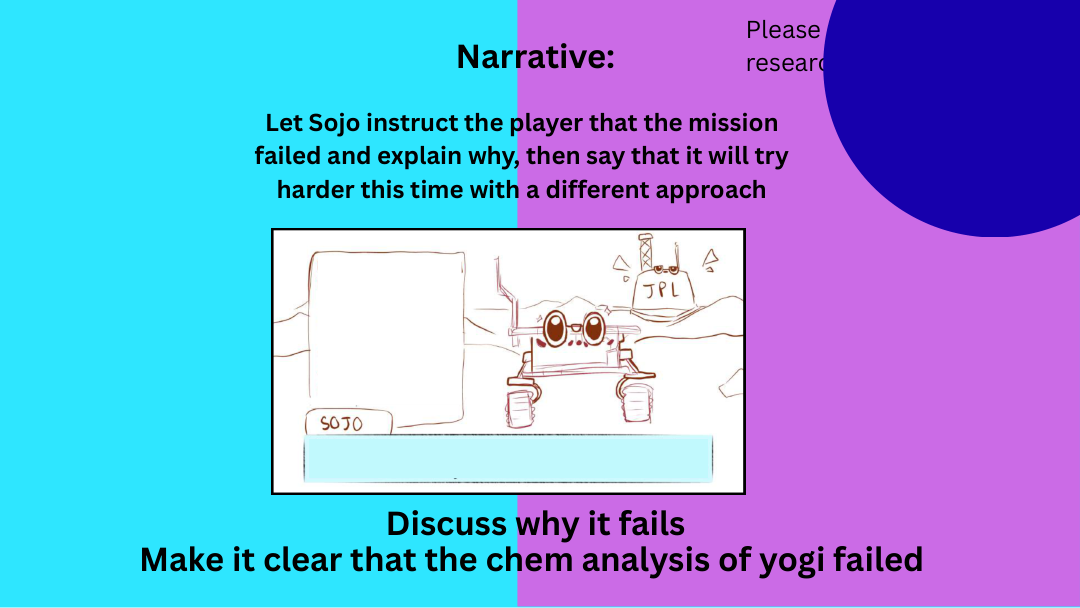 Please
Narrative:
Let Sojo instruct the player that the mission
failed and explain why, then say that it will try
harder this time with a different approach
JPL
SOJO
Discuss why it fails
Make it clear that the chem analysis of yogi failed